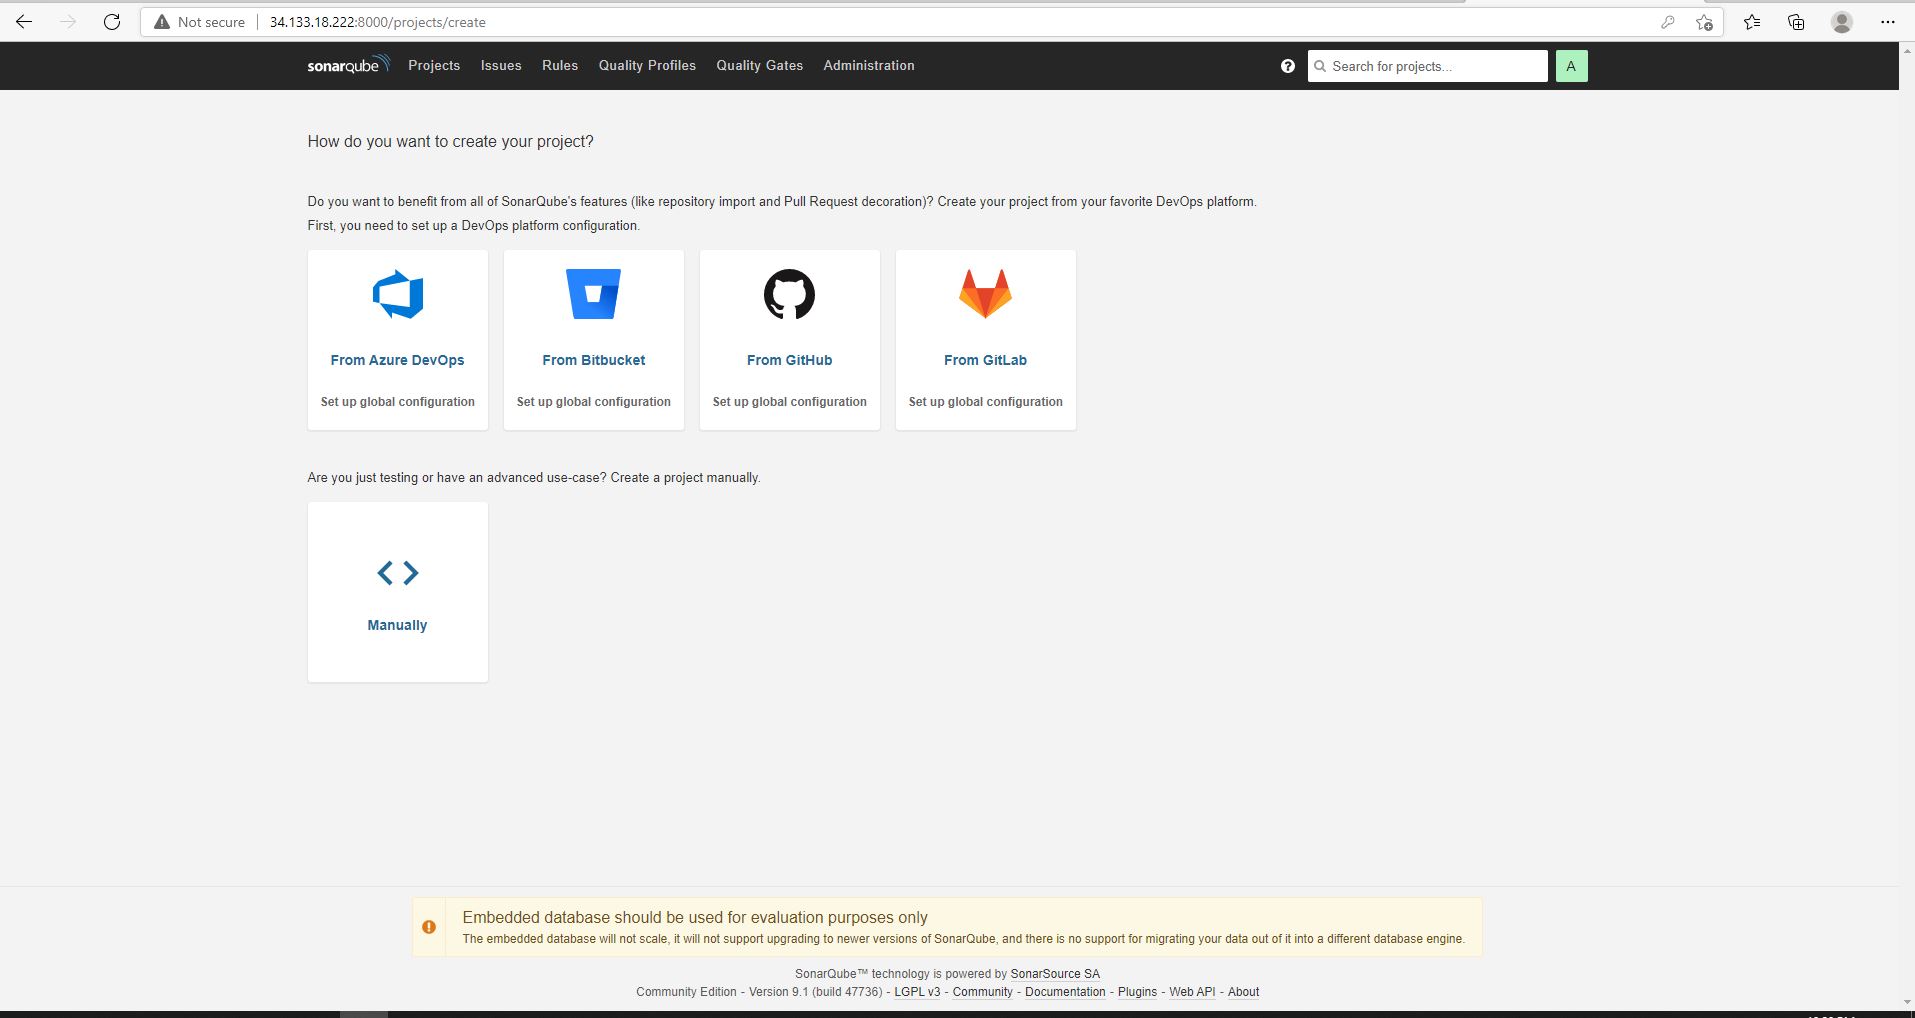 Not secure 34.133.18.222:8000/projects/create
sonarqube Projects Issues Rules Quality Profiles Quality Gates Administration ? Search for projects... A
How do you want to create your project?
Do you want to benefit from all of SonarQube's features (like repository import and Pull Request decoration)? Create your project from your favorite DevOps platform.
First, you need to set up a DevOps platform configuration.
From Azure DevOps From Bitbucket From GitHub From GitLab
Set up global configuration Set up global configuration Set up global configuration Set up global configuration
Are you just testing or have an advanced use-case? Create a project manually.
Manually
Embedded database should be used for evaluation purposes only
The embedded database will not scale, it will not support upgrading to newer versions of SonarQube, and there is no support for migrating your data out of it into a different database engine.
SonarQube™ technology is powered by SonarSource SA
Community Edition - Version 9.1 (build 47736) - LGPL v3 - Community - Documentation - Plugins - Web API - About